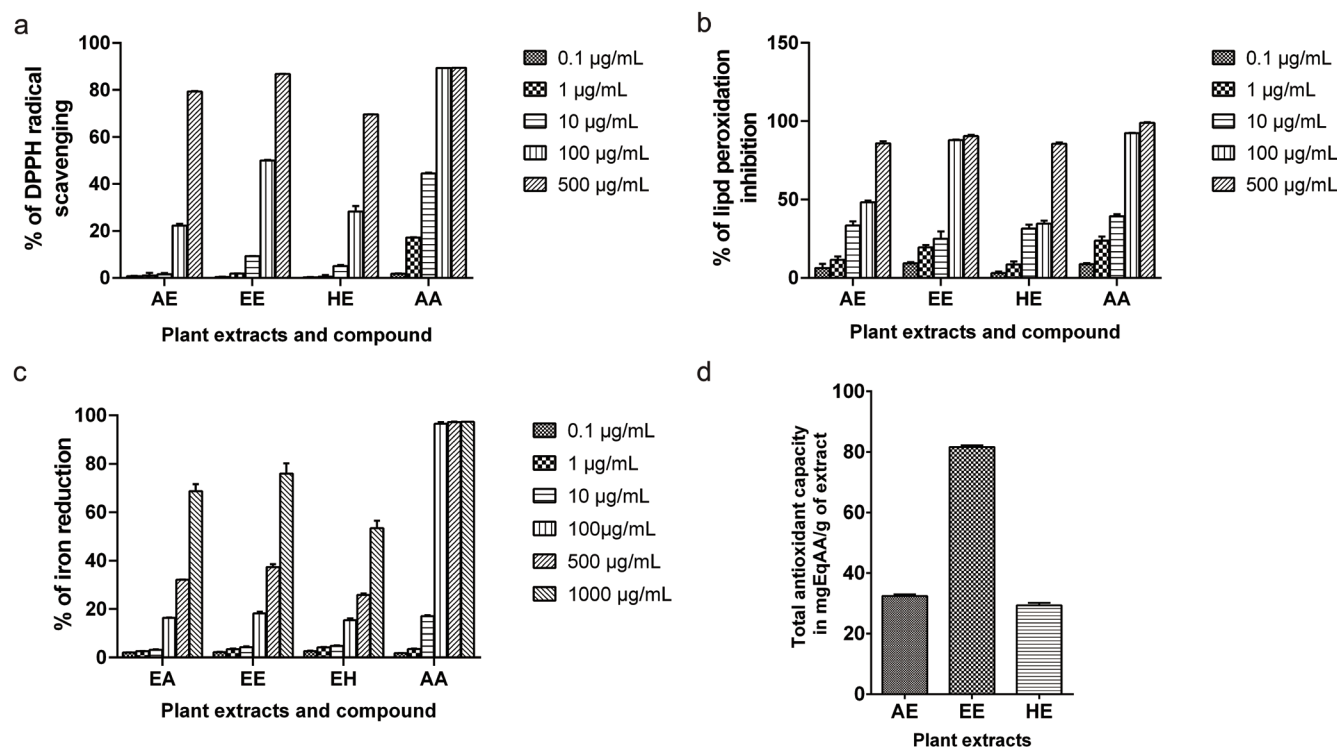 a
% of DPPH radical
scavenging
100
80
60
40
20
0
AE EE HE AA
Plant extracts and compound
0.1 µg/mL
1 µg/mL
10 µg/mL
100 µg/mL
500 µg/mL
b
% of lipd peroxidation
inhibition
150
100
50
0
AE EE HE AA
Plant extracts and compound
0.1 µg/mL
1 µg/mL
10 µg/mL
100 µg/mL
500 µg/mL
c
% of iron reduction
100
80
60
40
20
0
EA EE EH AA
Plant extracts and compound
0.1 µg/mL
1 µg/mL
10 µg/mL
100µg/mL
500 µg/mL
1000 µg/mL
d
Total antioxidant capacity
in mgEqAA/g of extract
100
80
60
40
20
0
AE EE HE
Plant extracts